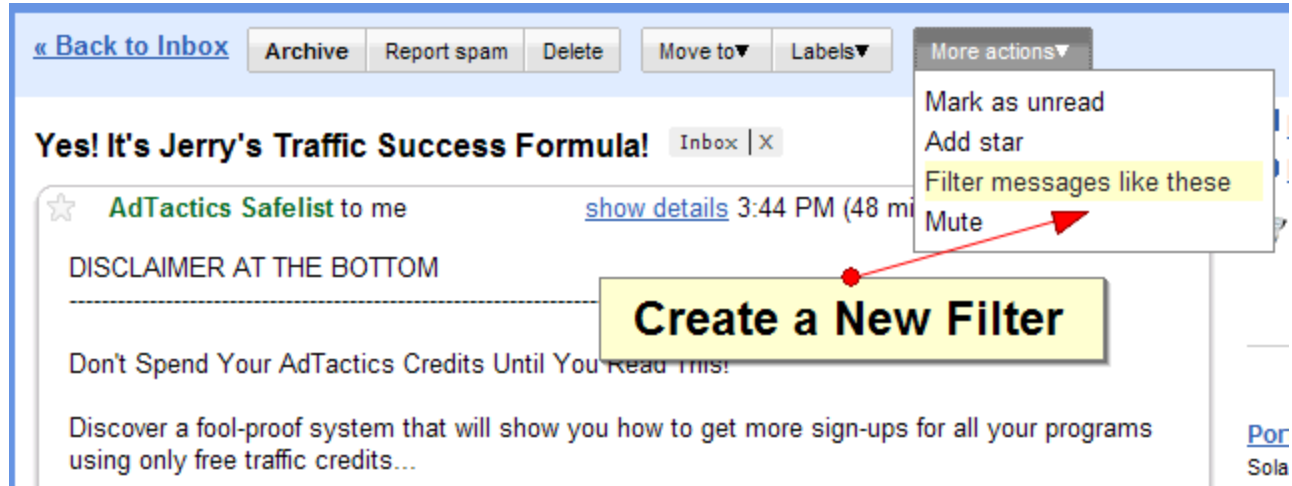 « Back to Inbox Archive Report spam Delete Move to▼ Labels▼ More actions▼
Mark as unread
Add star
Filter messages like these
Mute
Yes! It's Jerry's Traffic Success Formula! Inbox | X
AdTactics Safelist to me show details 3:44 PM (48
DISCLAIMER AT THE BOTTOM
--------------------------------------------------------------------------------
Create a New Filter
Don't Spend Your AdTactics Credits Until You Read This!
Discover a fool-proof system that will show you how to get more sign-ups for all your programs
using only free traffic credits...